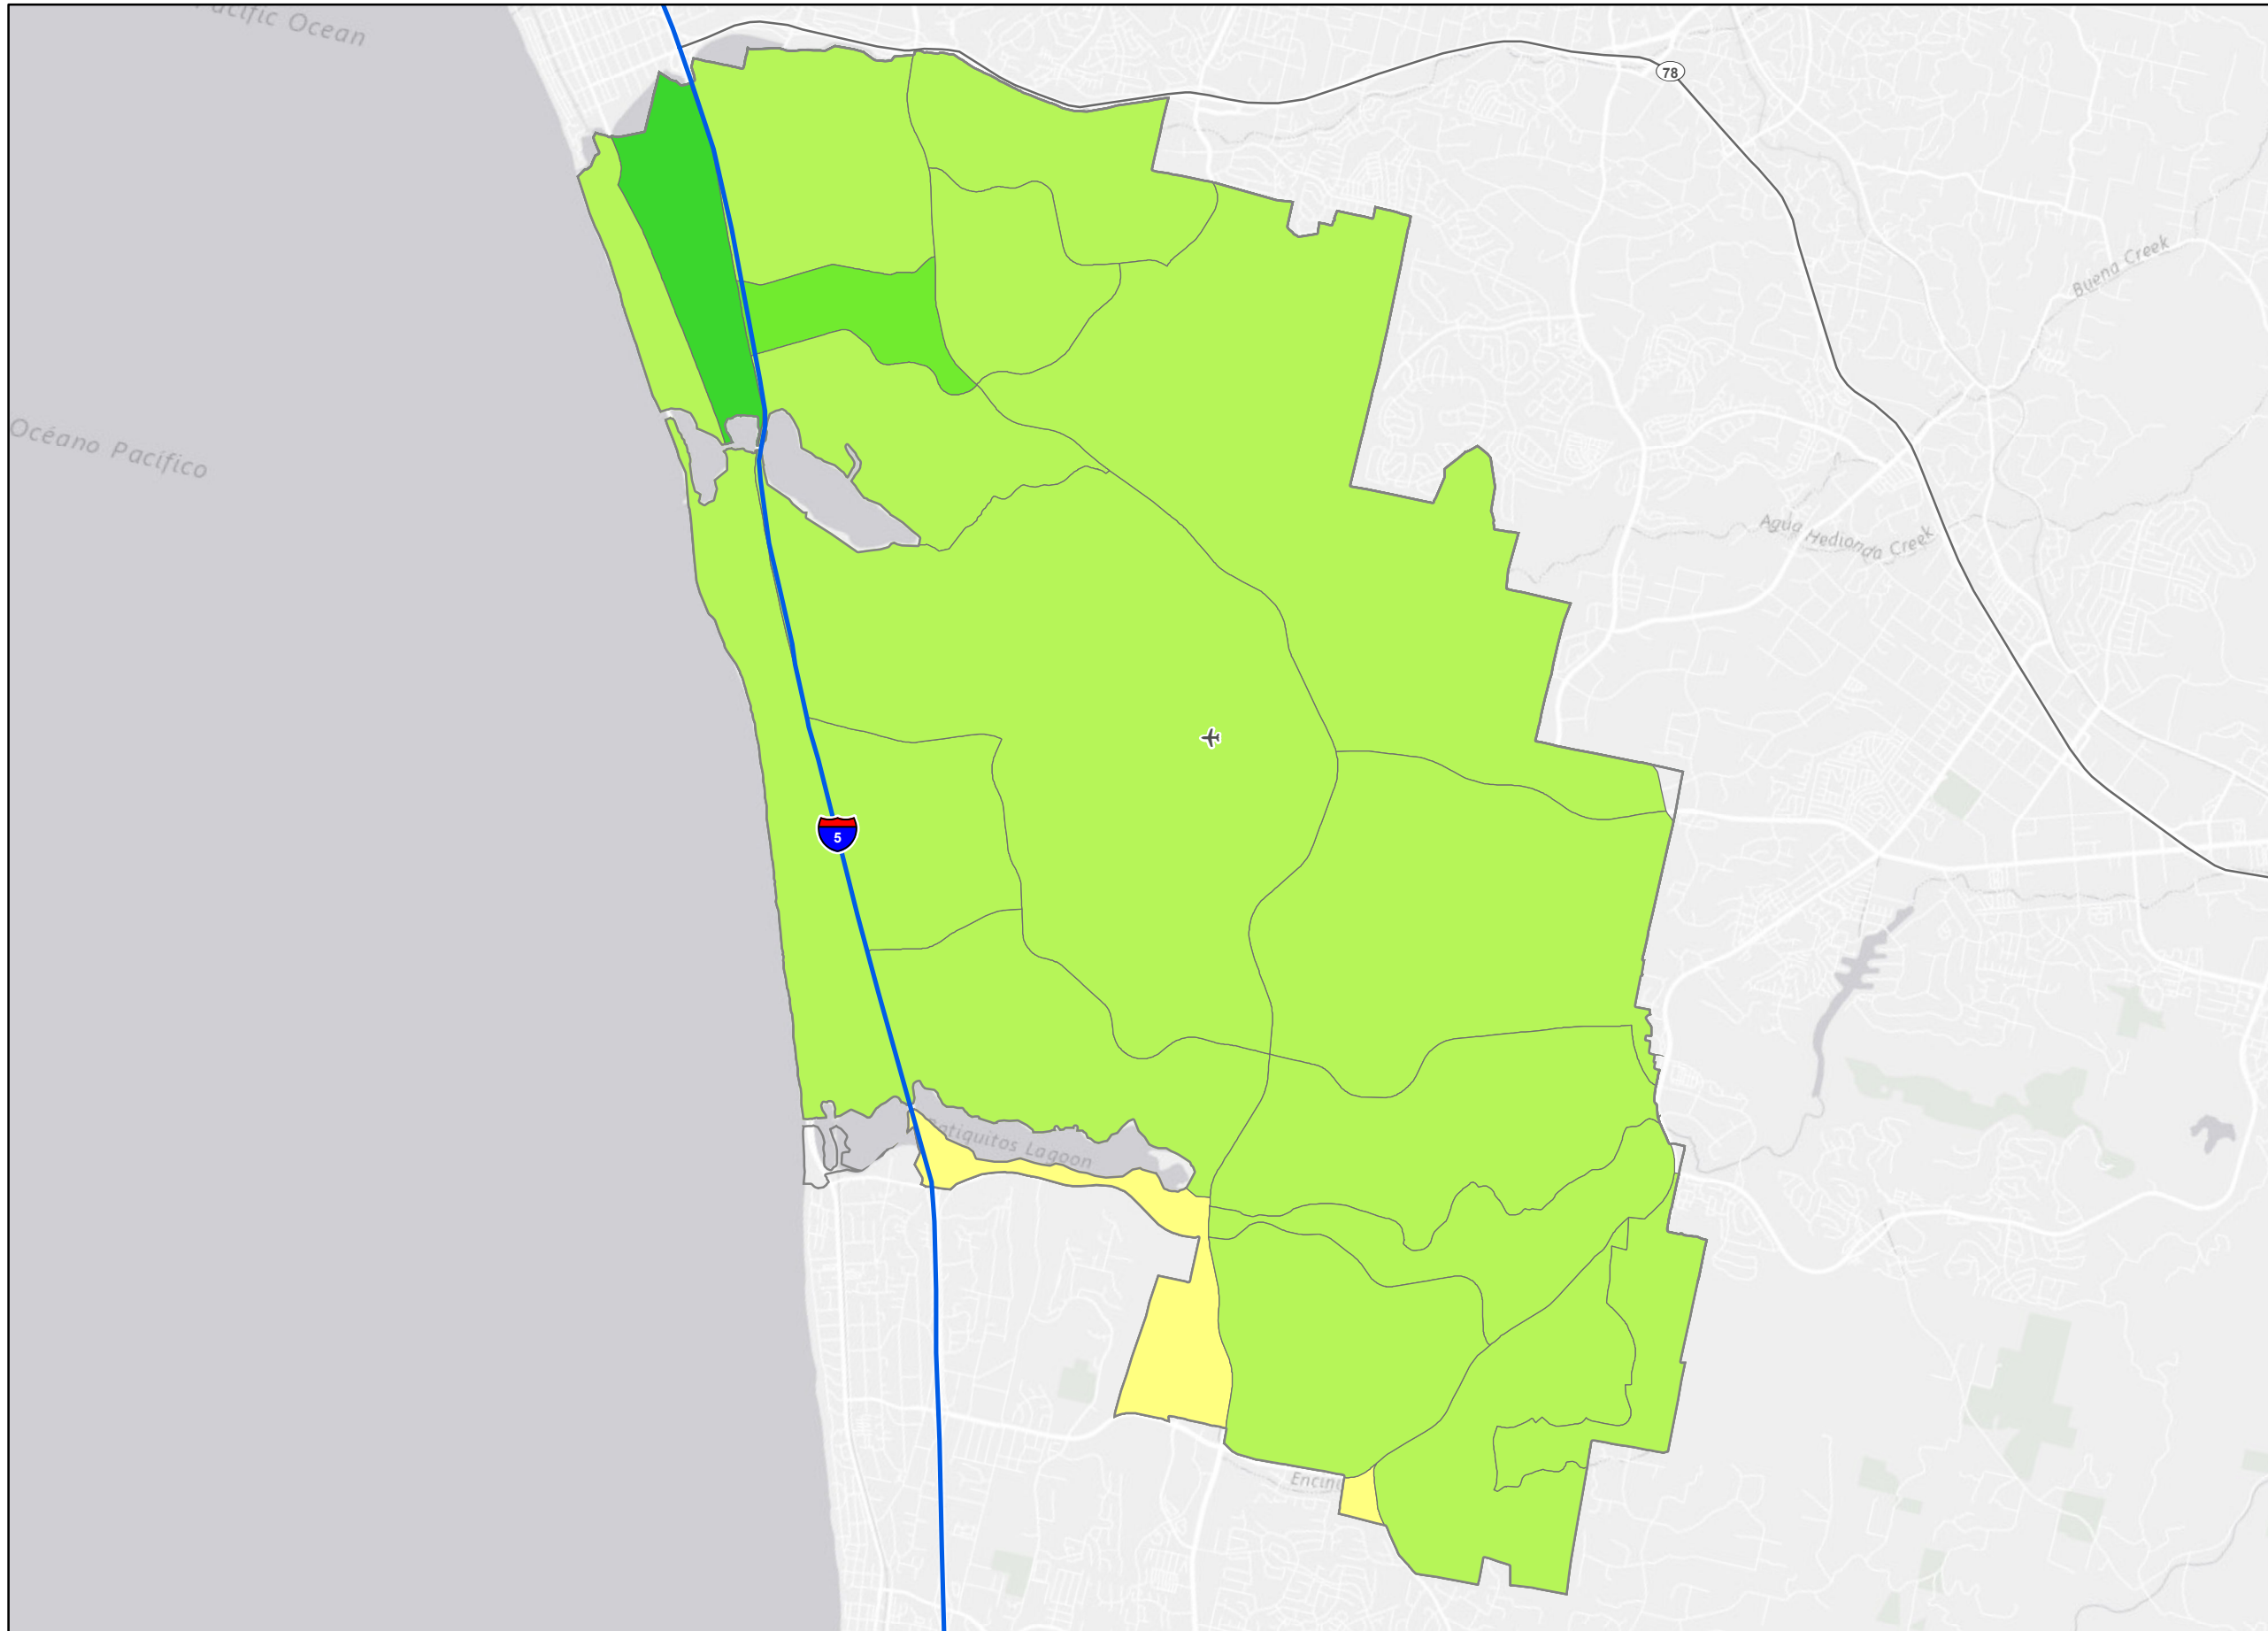 Pacific Ocean
78
Buena Creek
Océano Pacífico
Agua Hedionda Creek
5
Batiquitos Lagoon